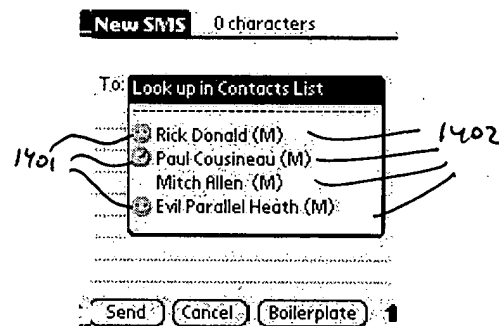 New SMS 0 characters
To: Look up in Contacts List
Rick Donald (M)
1402
Paul Cousineau (M)
1401
Mitch Allen (M)
Evil Parallel Heath (M)
Send Cancel Boilerplate